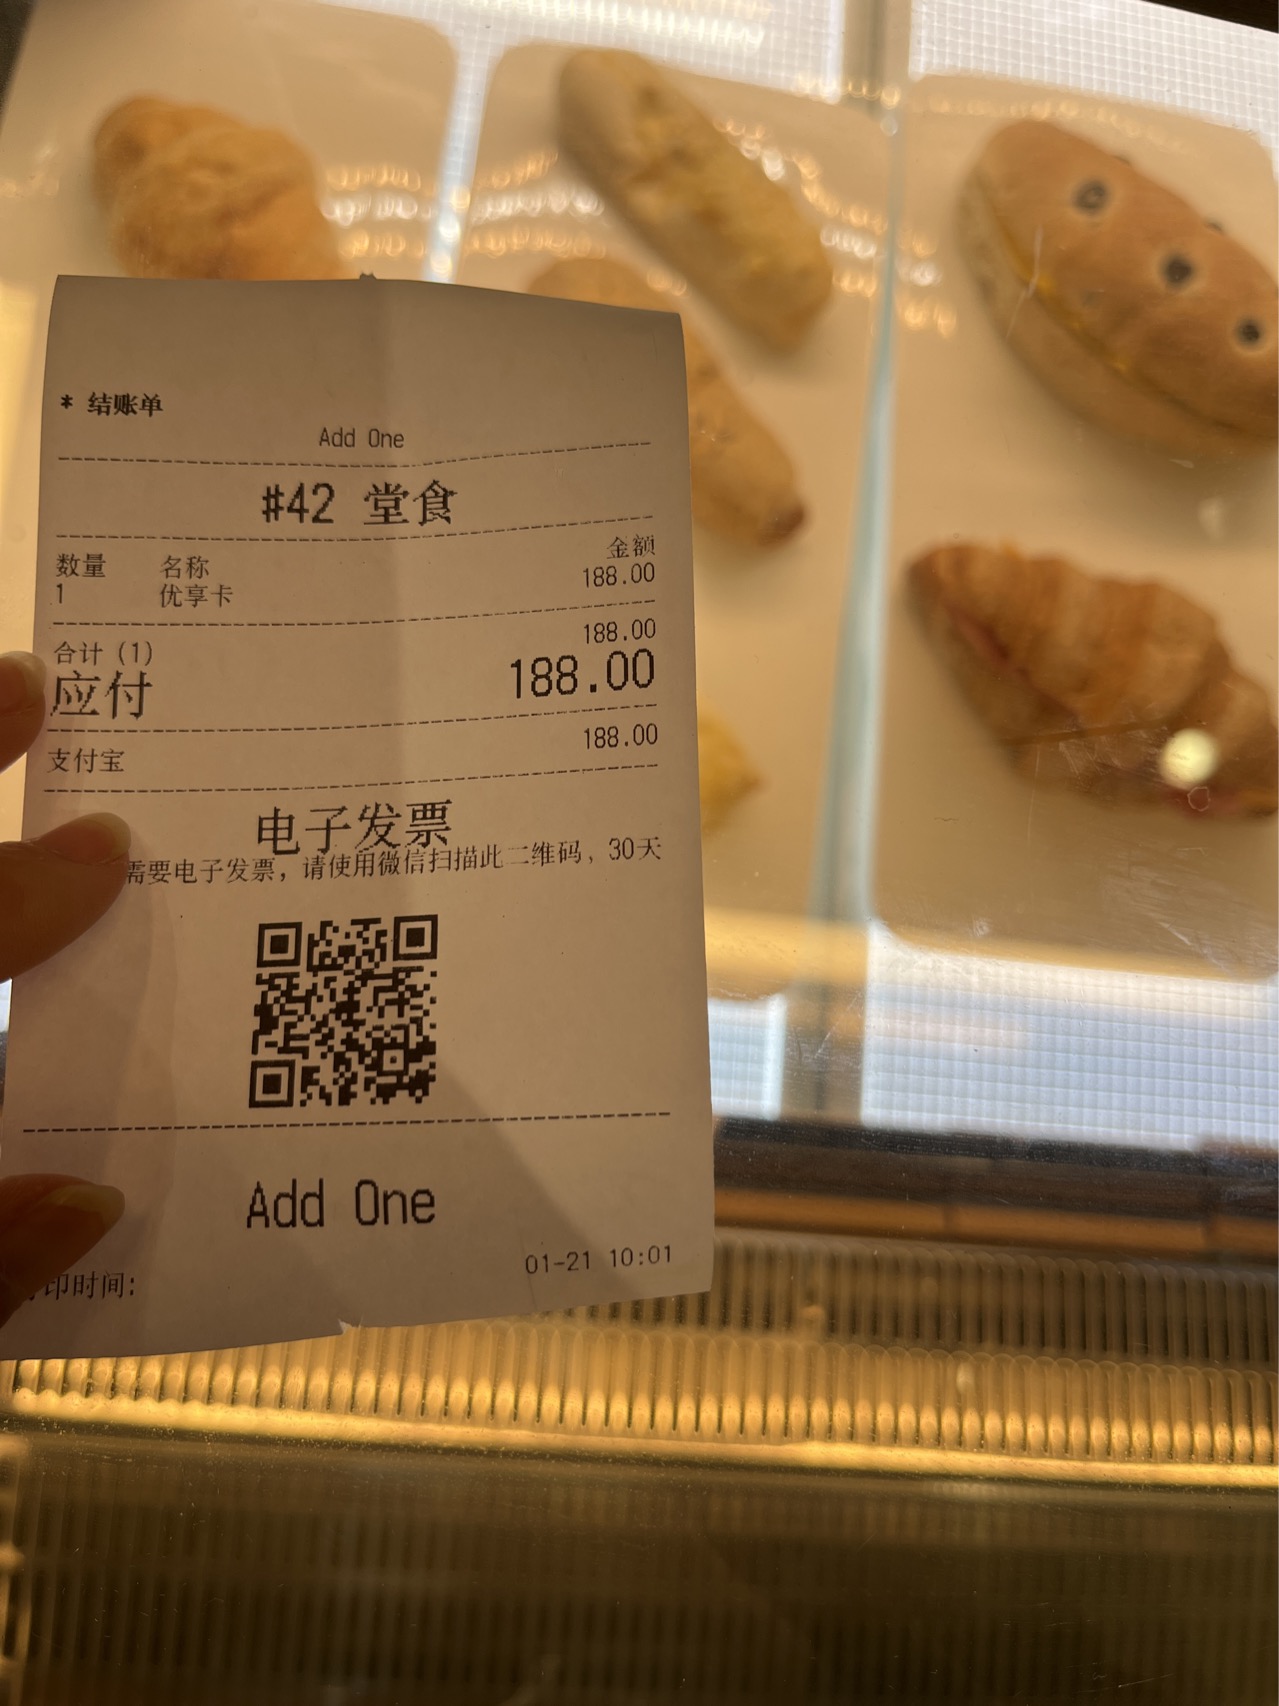 * 结账单
Add One
#42 堂食
数量 名称 金额
1 优享卡 188.00
合计(1) 188.00
应付 188.00
支付宝 188.00
电子发票
需要电子发票，请使用微信扫描此二维码，30天
Add One
印时间: 01-21 10:01